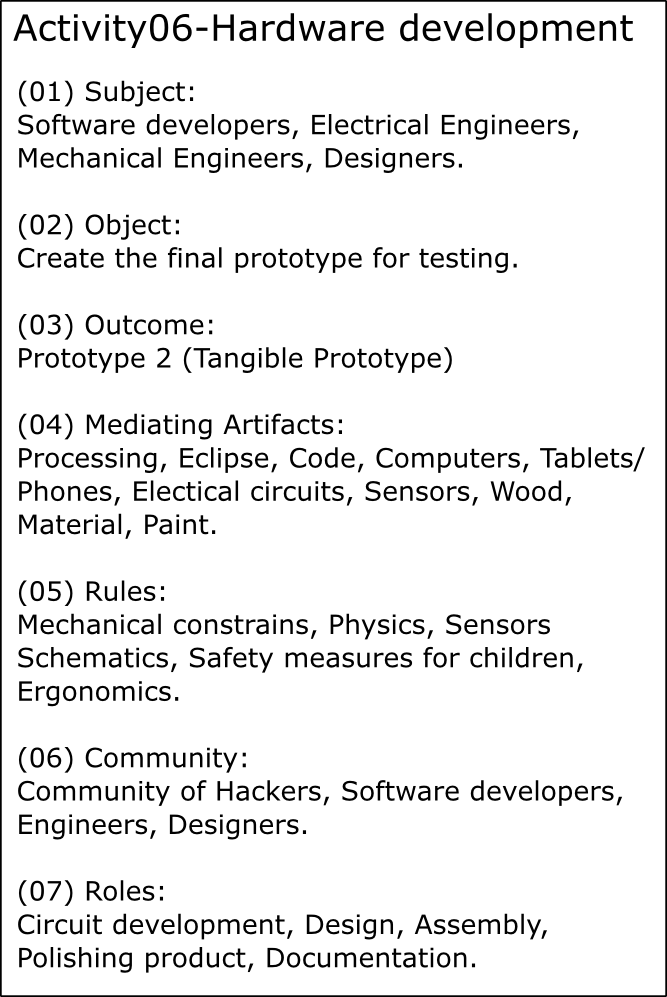 Activity06-Hardware development
(01) Subject:
Software developers, Electrical Engineers,
Mechanical Engineers, Designers.
(02) Object:
Create the final prototype for testing.
(03) Outcome:
Prototype 2 (Tangible Prototype)
(04) Mediating Artifacts:
Processing, Eclipse, Code, Computers, Tablets/
Phones, Electical circuits, Sensors, Wood,
Material, Paint.
(05) Rules:
Mechanical constrains, Physics, Sensors
Schematics, Safety measures for children,
Ergonomics.
(06) Community:
Community of Hackers, Software developers,
Engineers, Designers.
(07) Roles:
Circuit development, Design, Assembly,
Polishing product, Documentation.